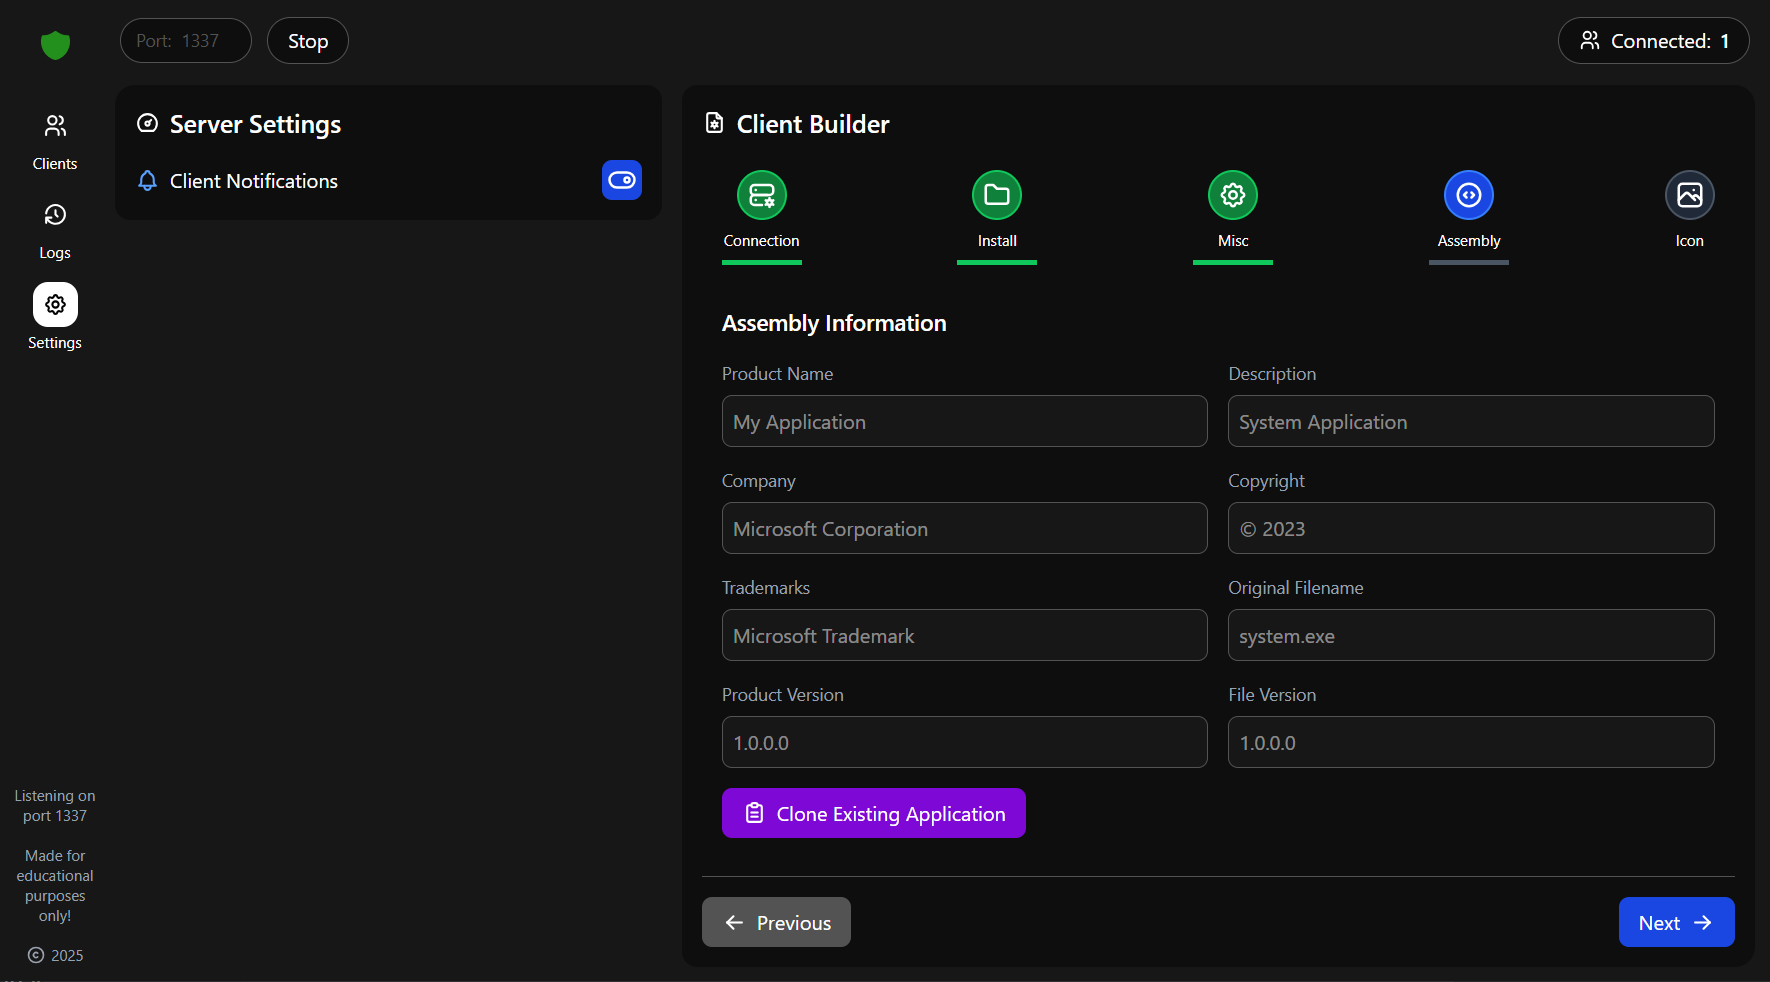 Port: 1337
Stop
Connected: 1
Clients
Logs
Settings
Listening on
port 1337
Made for
educational
purposes
only!
© 2025
Server Settings
Client Notifications
Client Builder
Connection
Install
Misc
Assembly
Icon
Assembly Information
Product Name
Description
My Application
System Application
Company
Copyright
Microsoft Corporation
© 2023
Trademarks
Original Filename
Microsoft Trademark
system.exe
Product Version
File Version
1.0.0.0
1.0.0.0
Clone Existing Application
Previous
Next